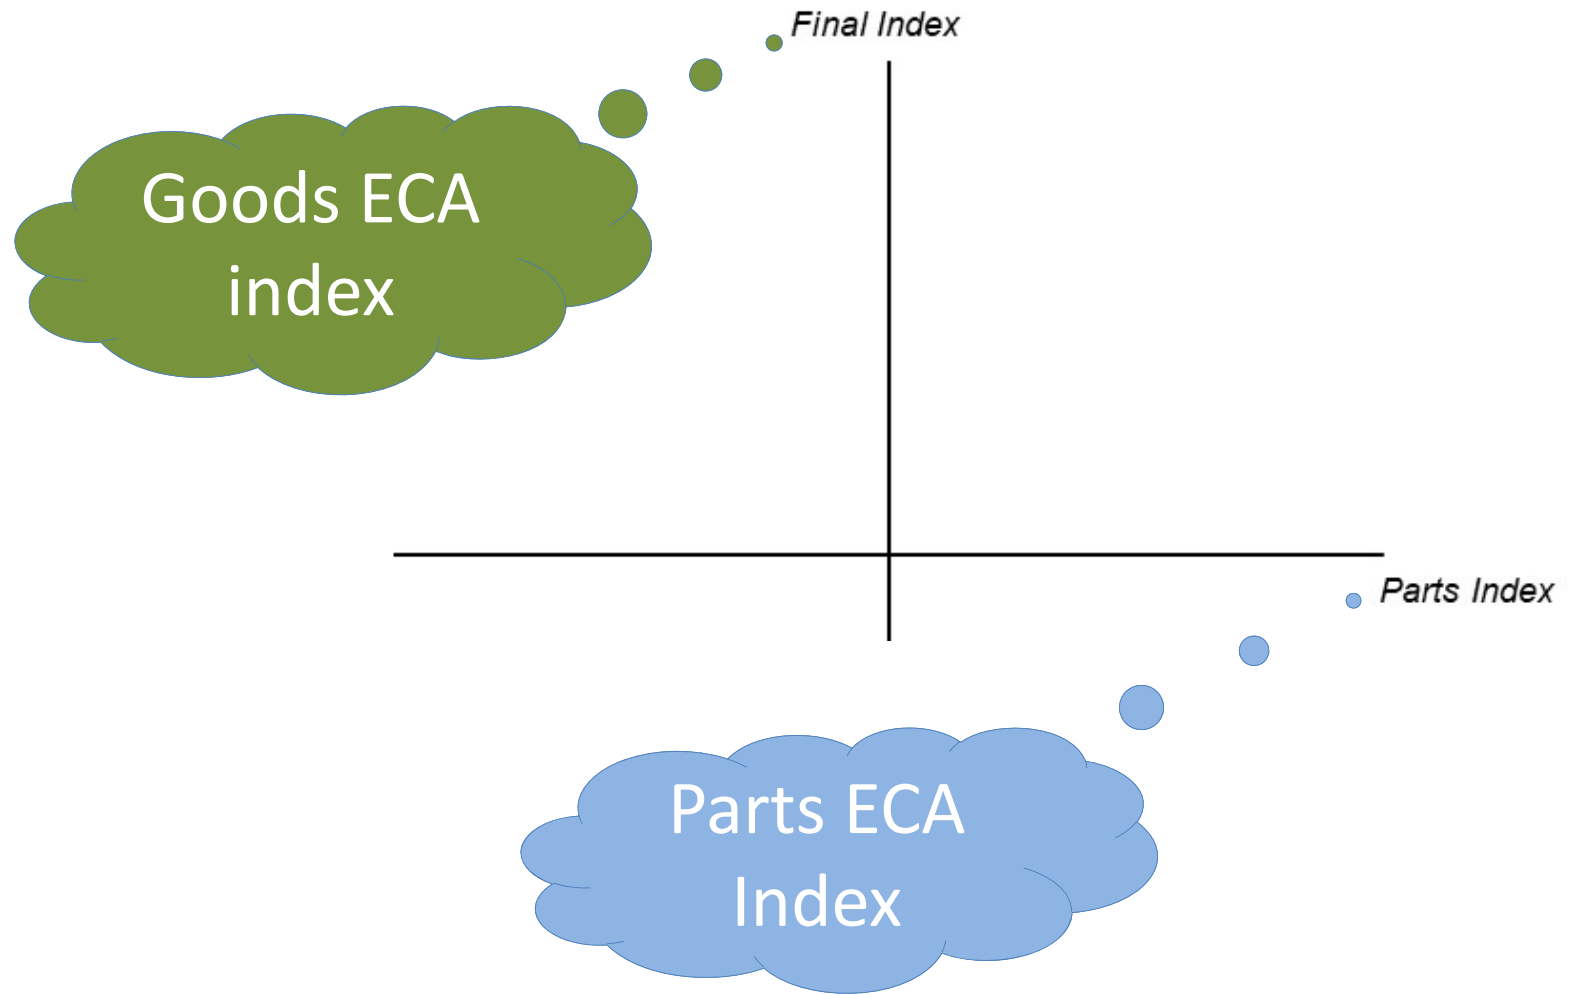 Final Index
Goods ECA
index
Parts Index
Parts ECA
Index